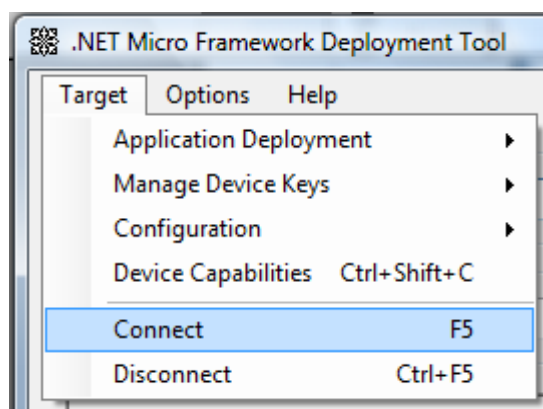 .NET Micro Framework Deployment Tool
Target Options Help
Application Deployment
Manage Device Keys
Configuration
Device Capabilities Ctrl+Shift+C
Connect F5
Disconnect Ctrl+F5